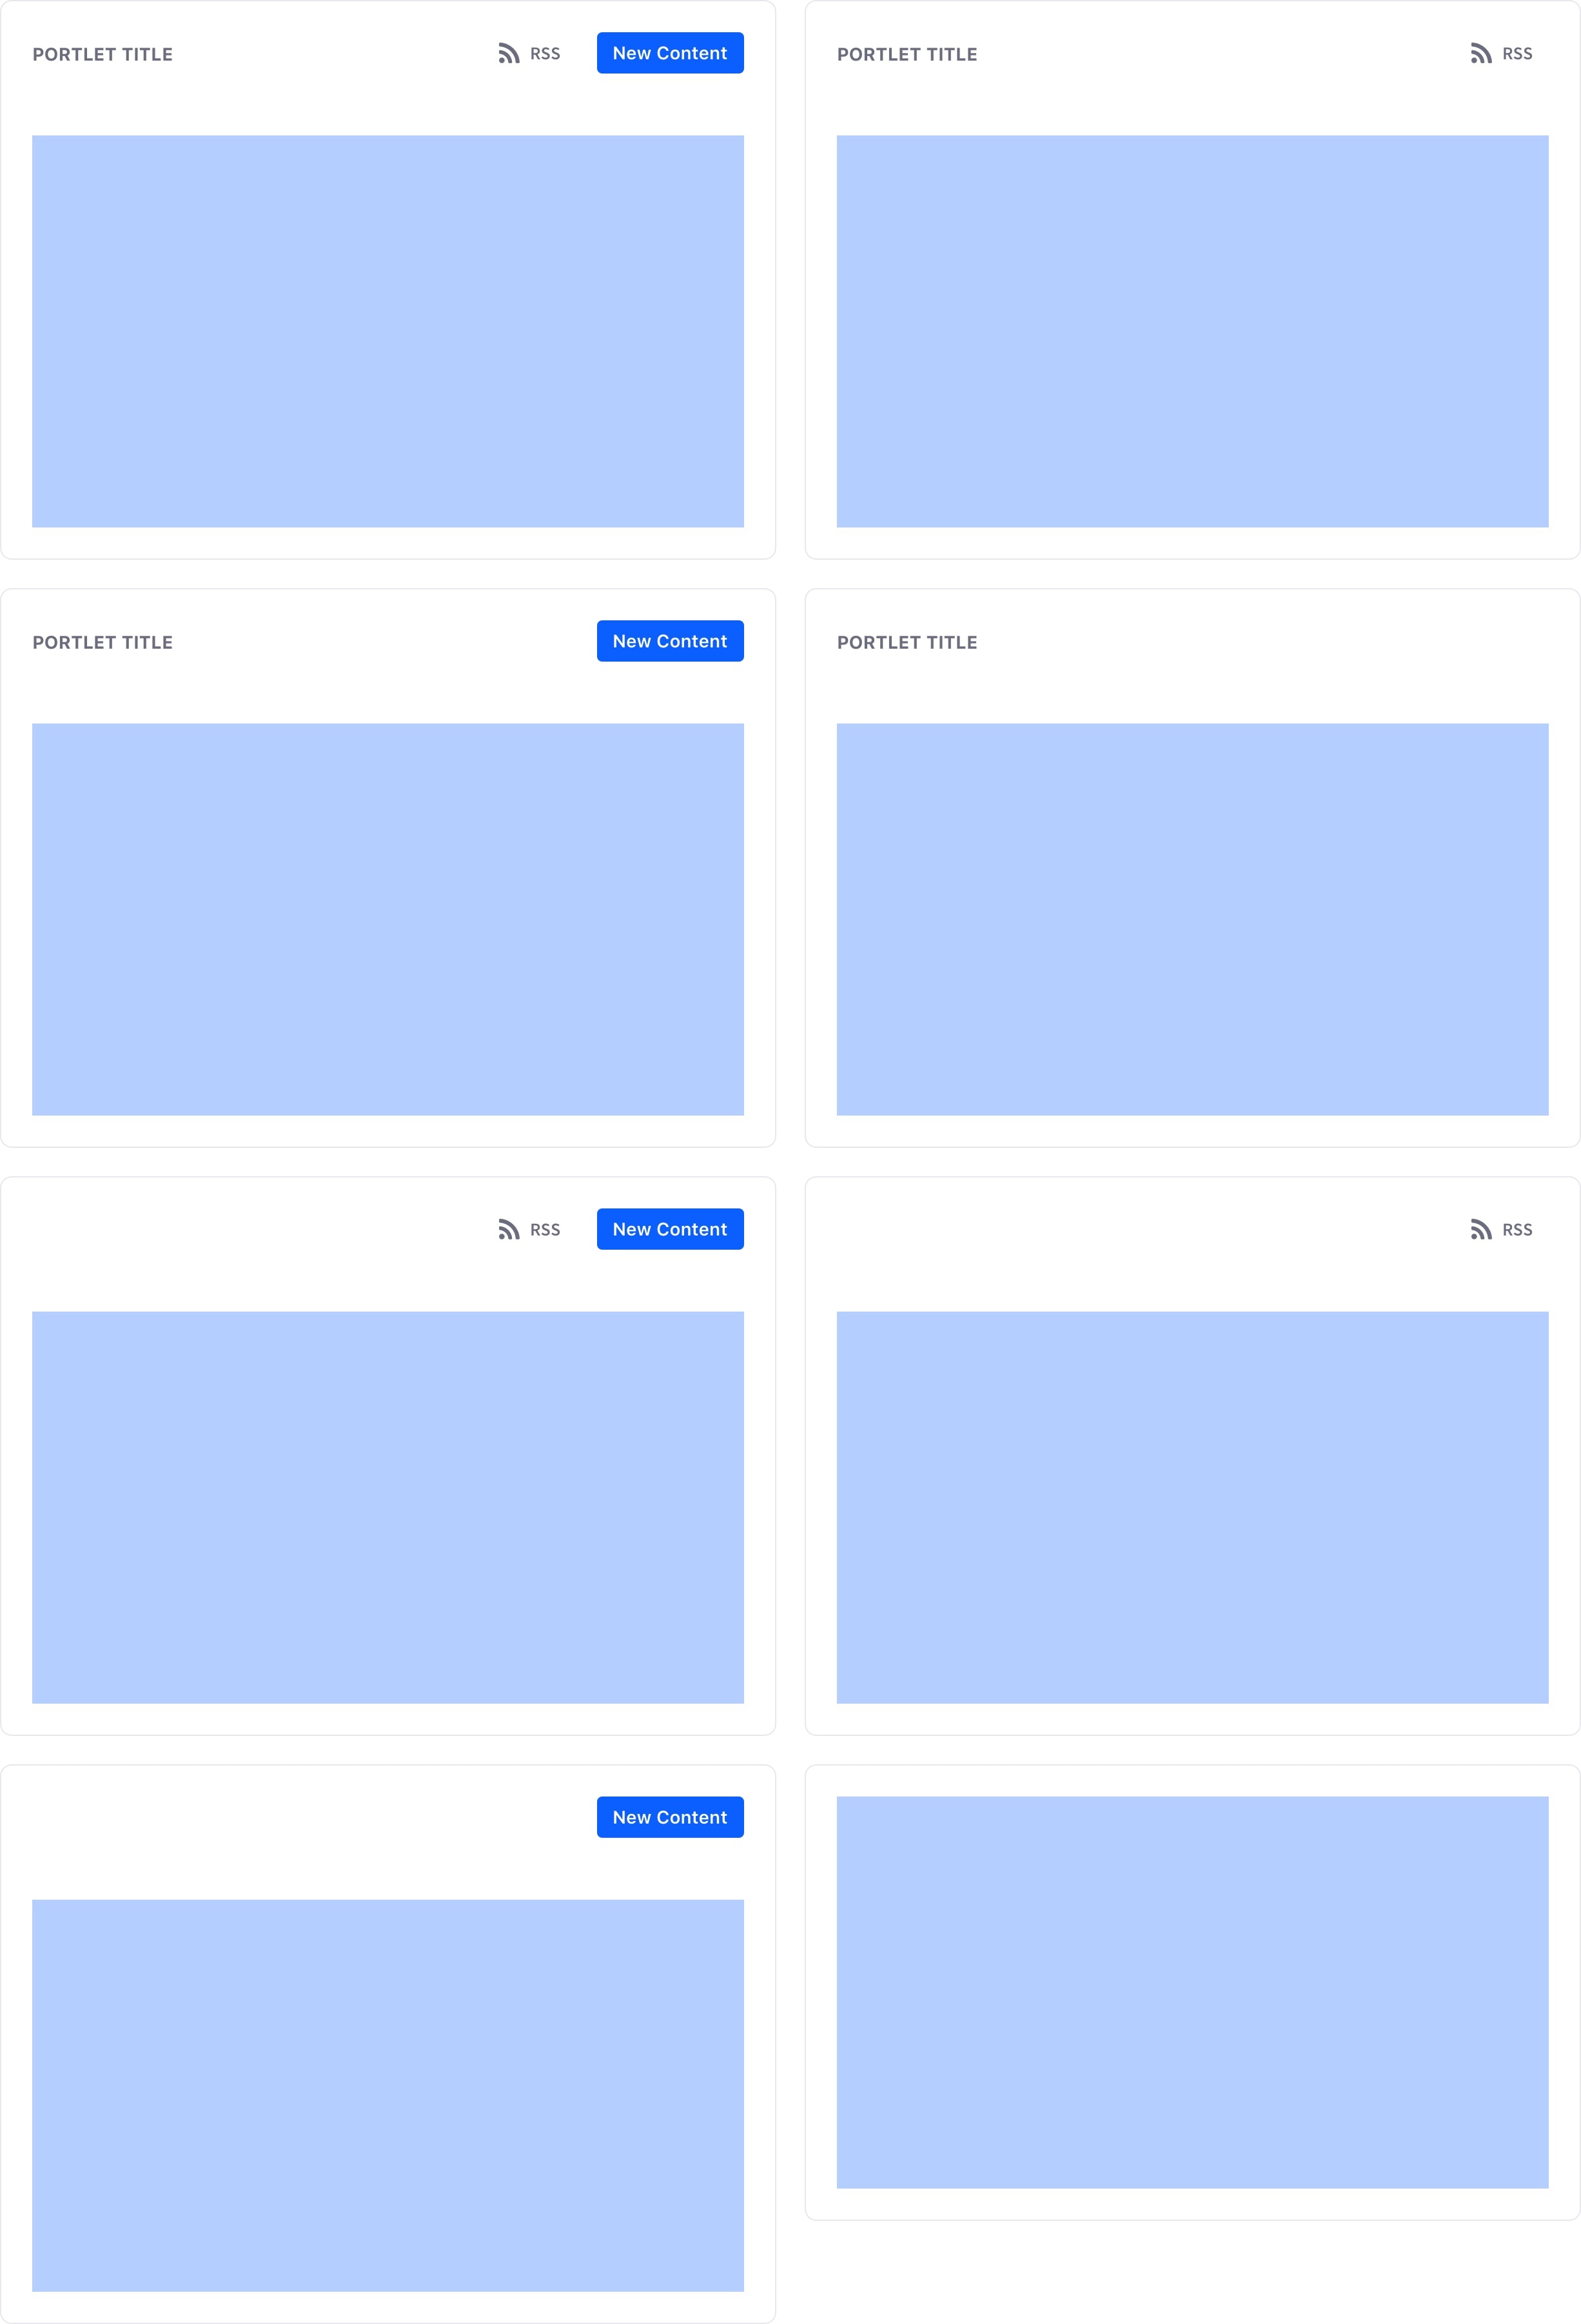 PORTLET TITLE RSS New Content
PORTLET TITLE RSS
PORTLET TITLE New Content
PORTLET TITLE
RSS New Content
RSS
New Content